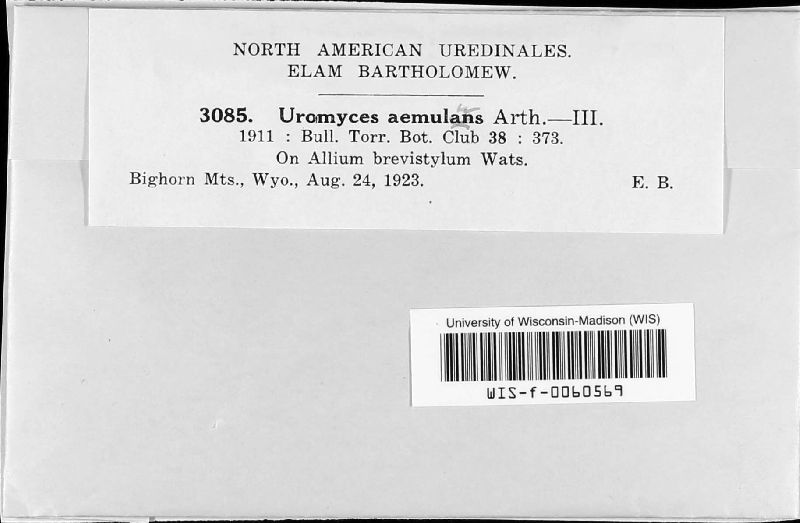 NORTH AMERICAN UREDINALES.
ELAM BARTHOLOMEW.
3085. Uromyces aemulans Arth.—III.
1911 : Bull. Torr. Bot. Club 38 : 373.
On Allium brevistylum Wats.
Bighorn Mts., Wyo., Aug. 24, 1923. E. B.
University of Wisconsin-Madison (WIS)
WIS-f-0060569